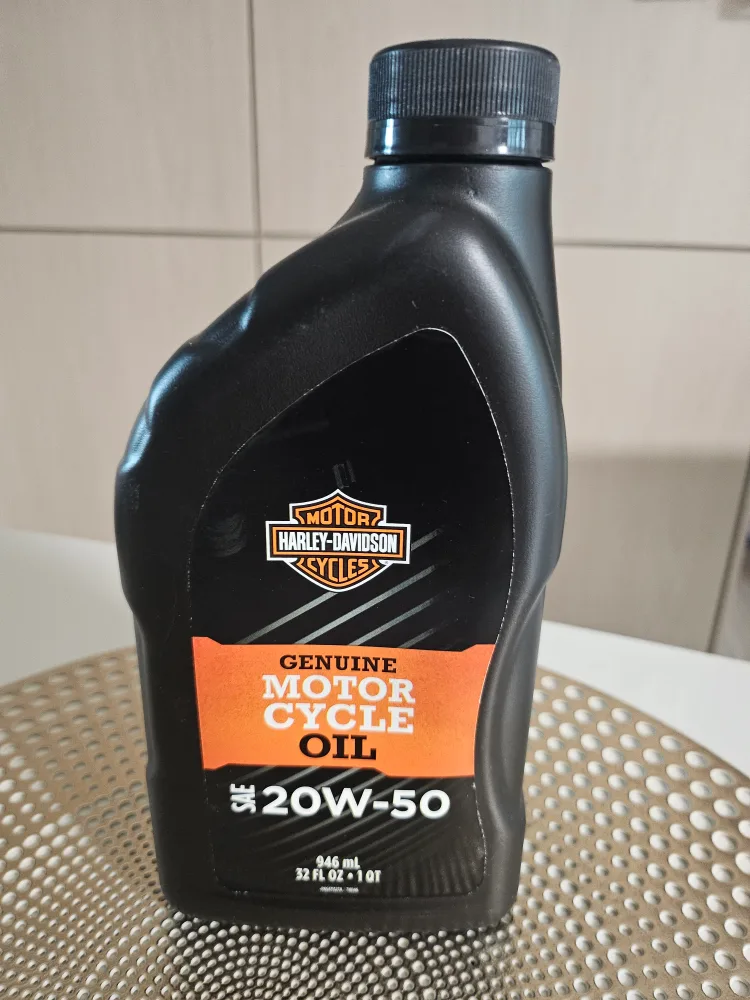 MOTOR
HARLEY-DAVIDSON
CYCLES
GENUINE
MOTOR
CYCLE
OIL
SAE 20W-50
946 mL
32 FL OZ • 1 QT